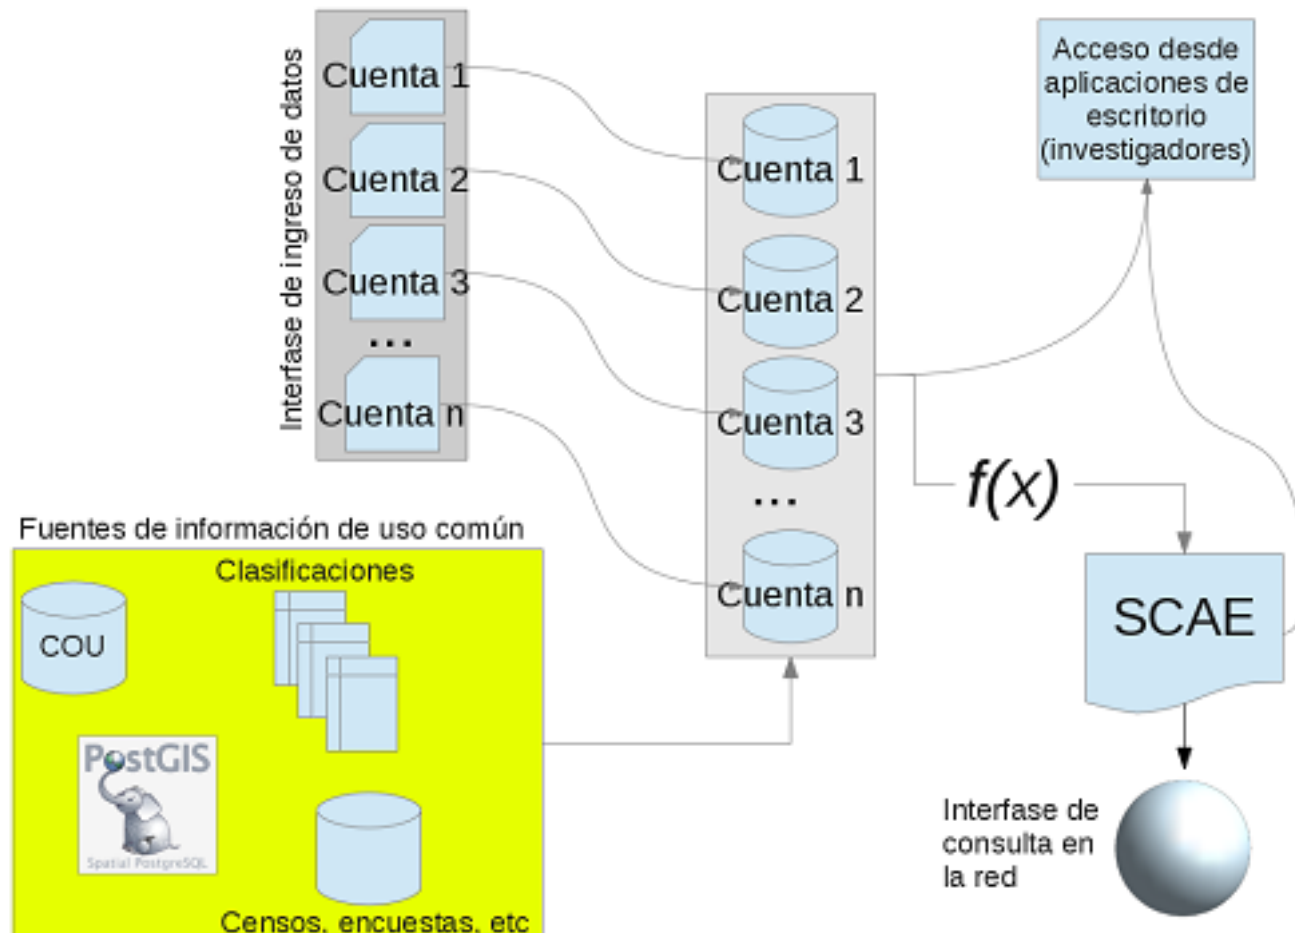 Interfase de ingreso de datos
Cuenta 1
Cuenta 2
Cuenta 3
...
Cuenta n
Cuenta 1
Cuenta 2
Cuenta 3
...
Cuenta n
Acceso desde
aplicaciones de
escritorio
(investigadores)
f(x)
SCAE
Interfase de
consulta en
la red
Fuentes de información de uso común
Clasificaciones
COU
PostGIS
Spatial PostgreSQL
Censos, encuestas, etc